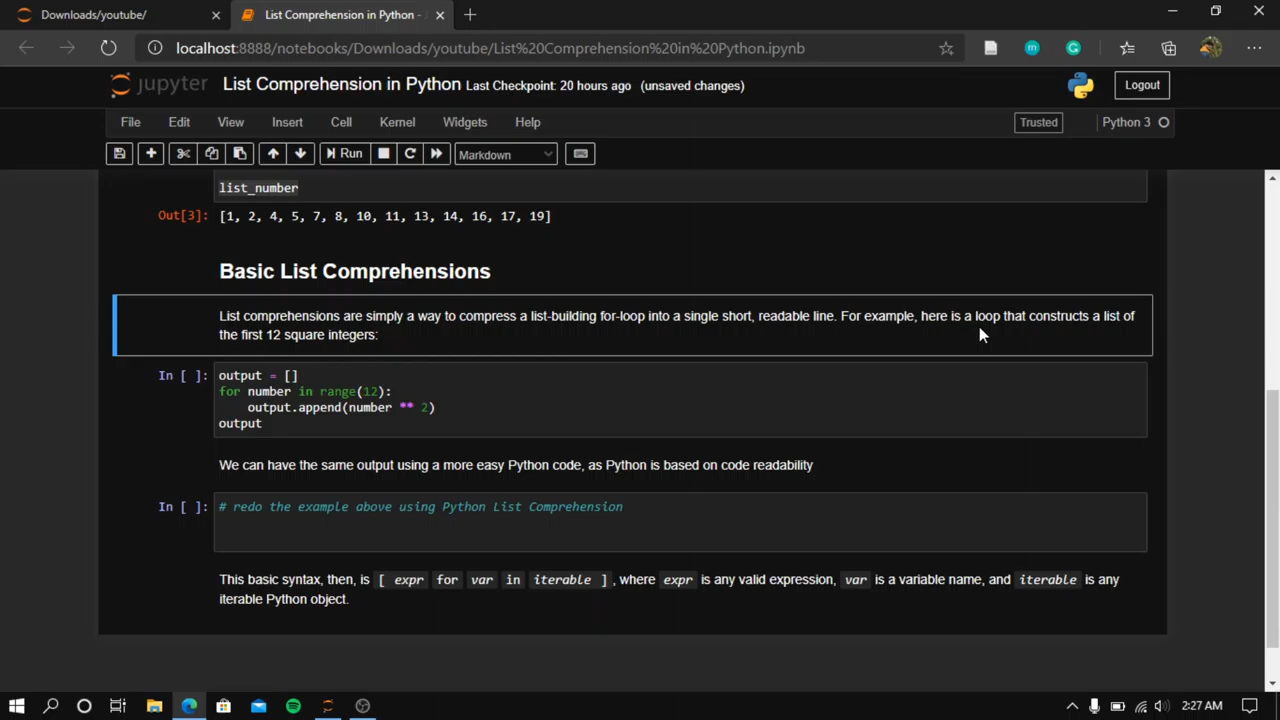 Downloads/youtube/
List Comprehension in Python -
localhost:8888/notebooks/Downloads/youtube/List%20Comprehension%20in%20Python.ipynb
jupyter List Comprehension in Python Last Checkpoint: 20 hours ago (unsaved changes)
Logout
File Edit View Insert Cell Kernel Widgets Help
Trusted Python 3
Run Markdown
list_number
Out[3]: [1, 2, 4, 5, 7, 8, 10, 11, 13, 14, 16, 17, 19]
Basic List Comprehensions
List comprehensions are simply a way to compress a list-building for-loop into a single short, readable line. For example, here is a loop that constructs a list of
the first 12 square integers:
In [ ]: output = []
for number in range(12):
output.append(number ** 2)
output
We can have the same output using a more easy Python code, as Python is based on code readability
In [ ]: # redo the example above using Python List Comprehension
This basic syntax, then, is [ expr for var in iterable ], where expr is any valid expression, var is a variable name, and iterable is any
iterable Python object.
2:27 AM